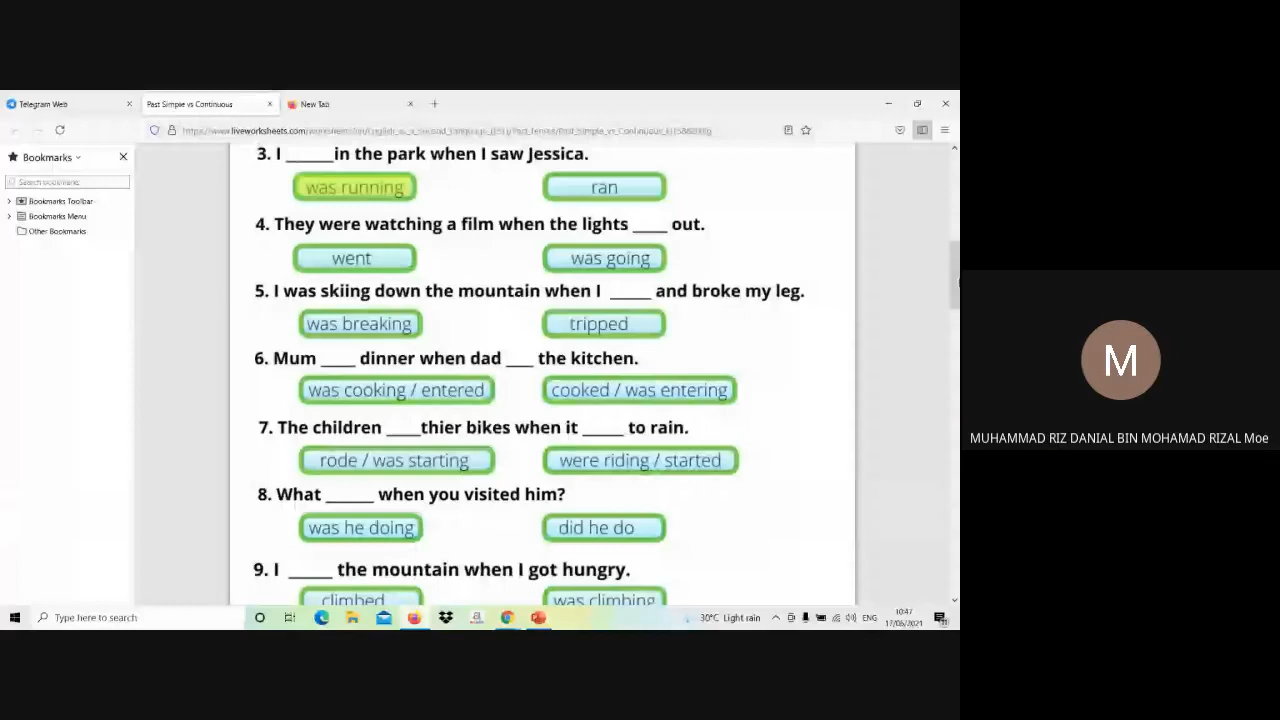 Telegram Web
Past Simple vs Continuous
New Tab
Bookmarks
Search bookmarks
Bookmarks Toolbar
Bookmarks Menu
Other Bookmarks
3. I ______in the park when I saw Jessica.
was running
ran
4. They were watching a film when the lights ____ out.
went
was going
5. I was skiing down the mountain when I _____ and broke my leg.
was breaking
tripped
6. Mum ____ dinner when dad ___ the kitchen.
was cooking / entered
cooked / was entering
7. The children ____thier bikes when it _____ to rain.
rode / was starting
were riding / started
8. What ______ when you visited him?
was he doing
did he do
9. I _____ the mountain when I got hungry.
climbed
was climbing
Type here to search
30°C Light rain
ENG
10:47
17/06/2021
M
MUHAMMAD RIZ DANIAL BIN MOHAMAD RIZAL Moe